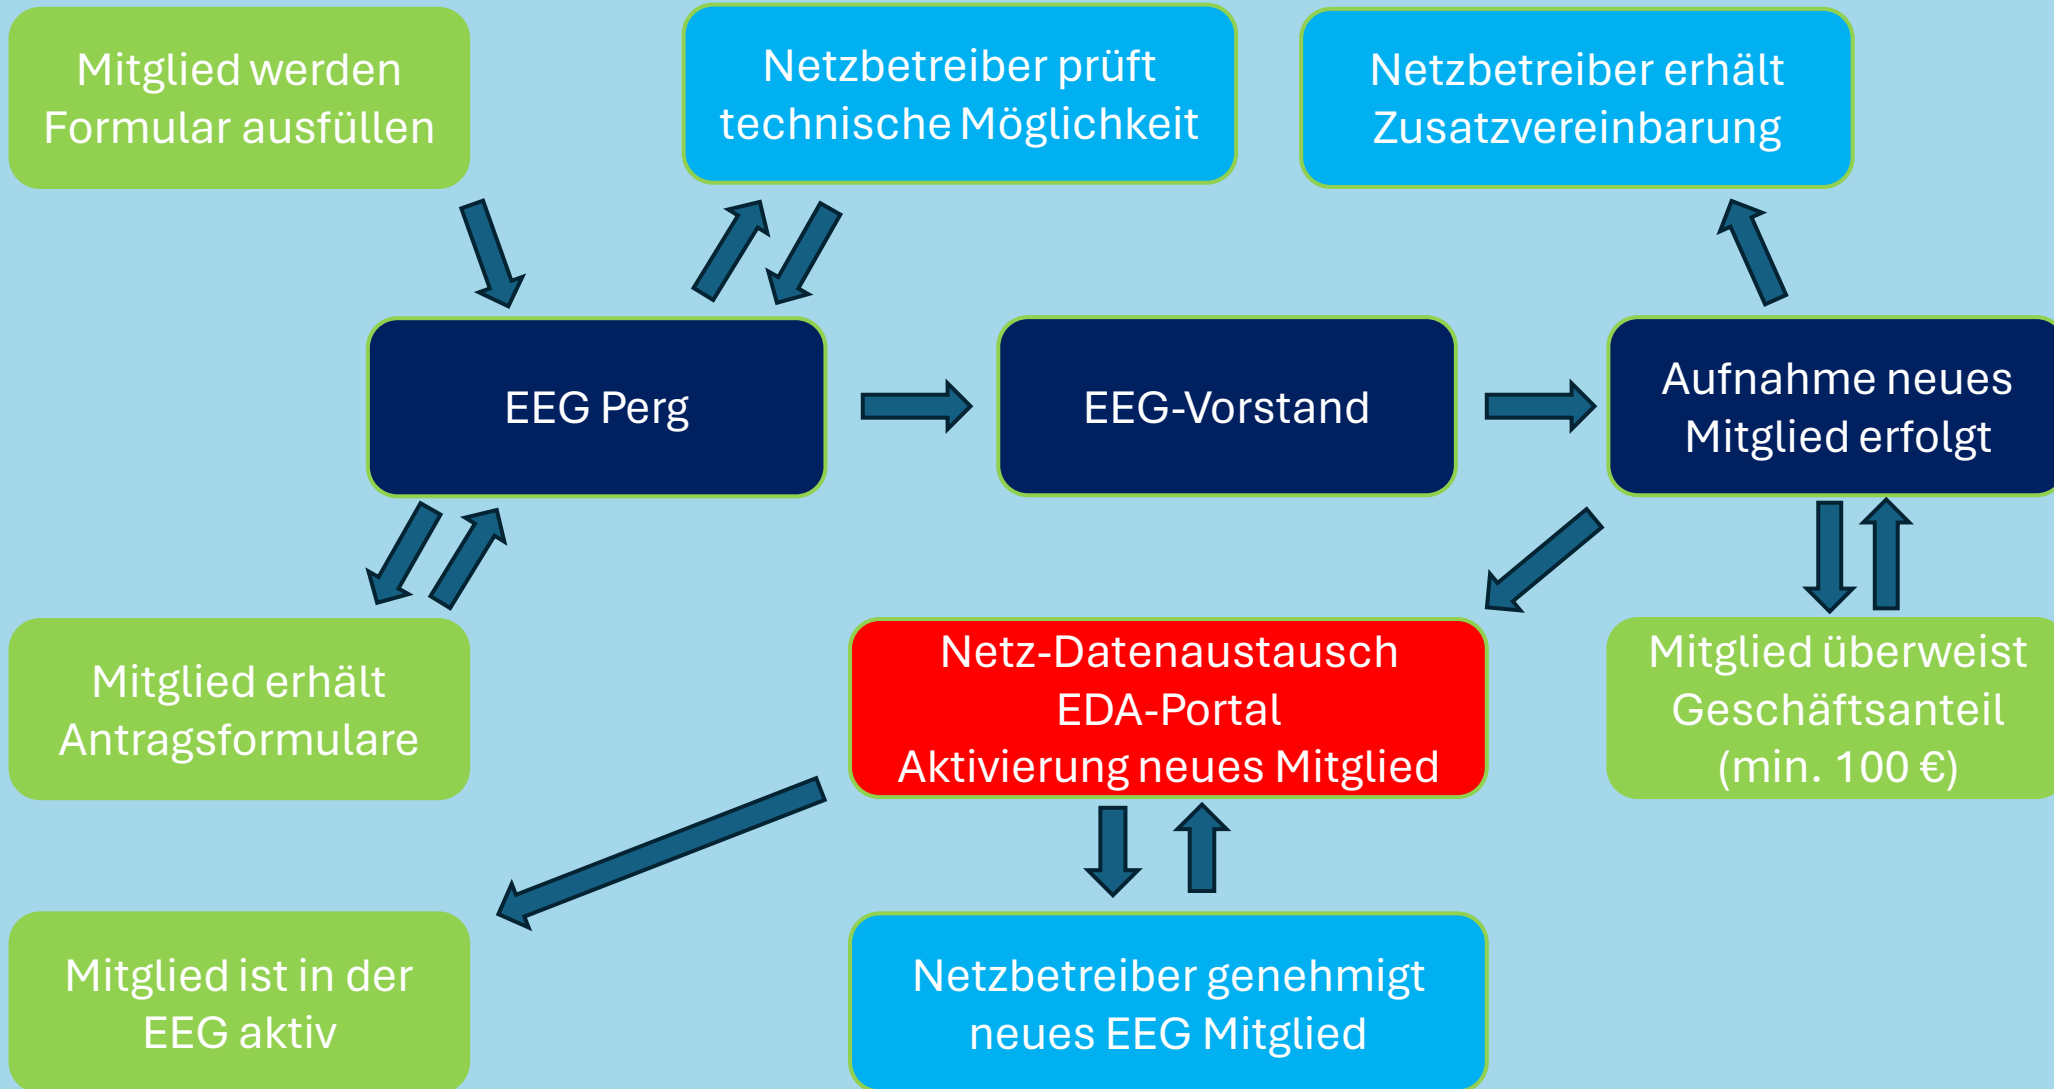 Mitglied werden
Formular ausfüllen
Netzbetreiber prüft
technische Möglichkeit
Netzbetreiber erhält
Zusatzvereinbarung
EEG Perg
EEG-Vorstand
Aufnahme neues
Mitglied erfolgt
Mitglied erhält
Antragsformulare
Netz-Datenaustausch
EDA-Portal
Aktivierung neues Mitglied
Mitglied überweist
Geschäftsanteil
(min. 100 €)
Mitglied ist in der
EEG aktiv
Netzbetreiber genehmigt
neues EEG Mitglied